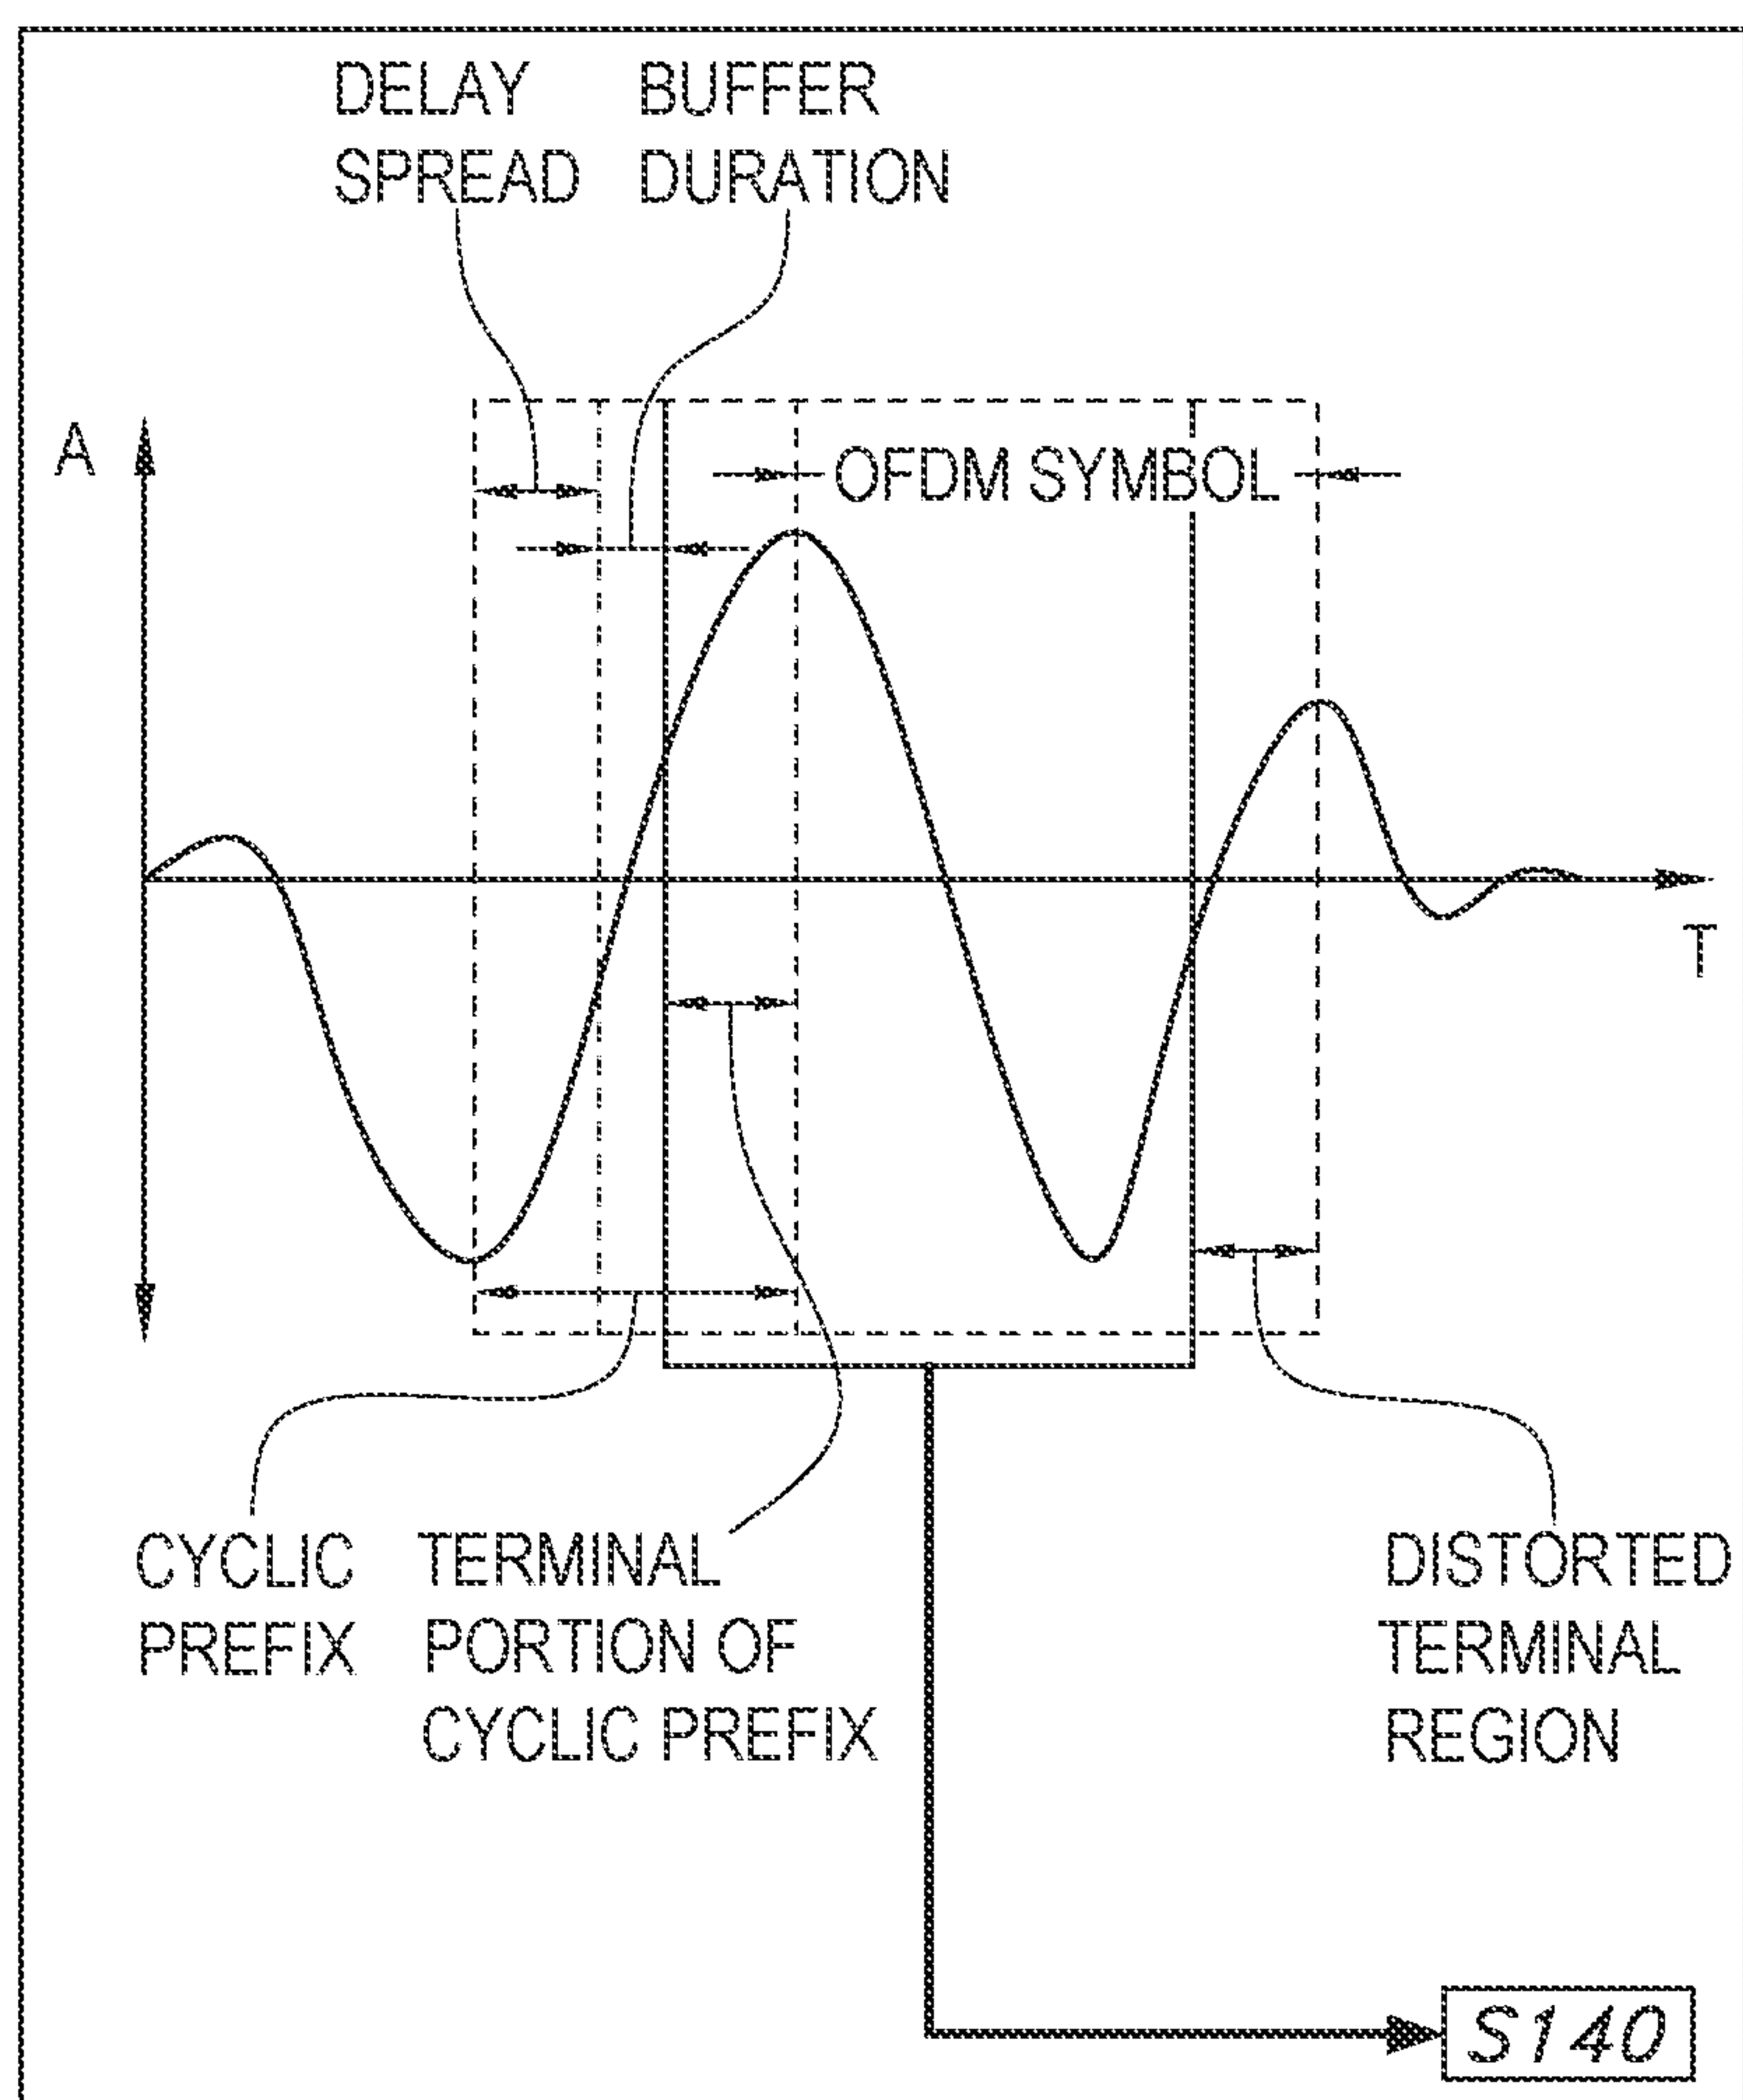 DELAY
SPREAD
BUFFER
DURATION
A
OFDM SYMBOL
T
CYCLIC
PREFIX
TERMINAL
PORTION OF
CYCLIC PREFIX
DISTORTED
TERMINAL
REGION
S140